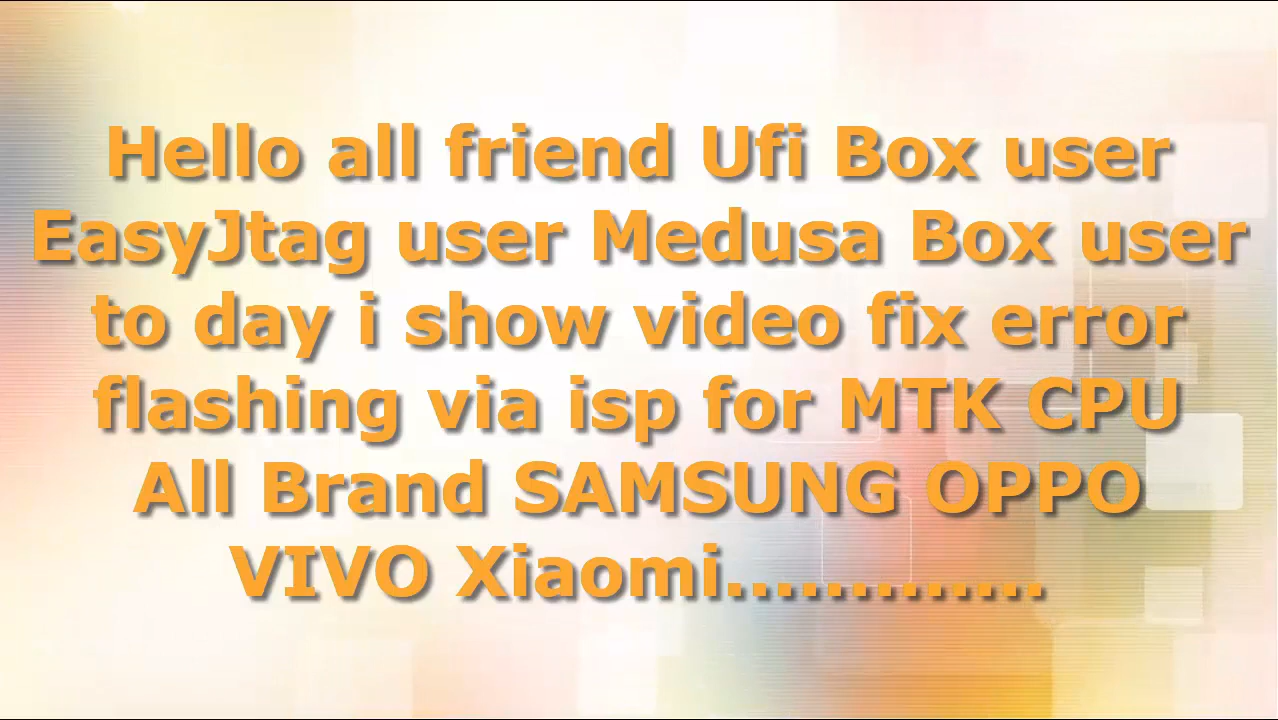 Hello all friend Ufi Box user
EasyJtag user Medusa Box user
to day i show video fix error
flashing via isp for MTK CPU
All Brand SAMSUNG OPPO
VIVO Xiaomi.............